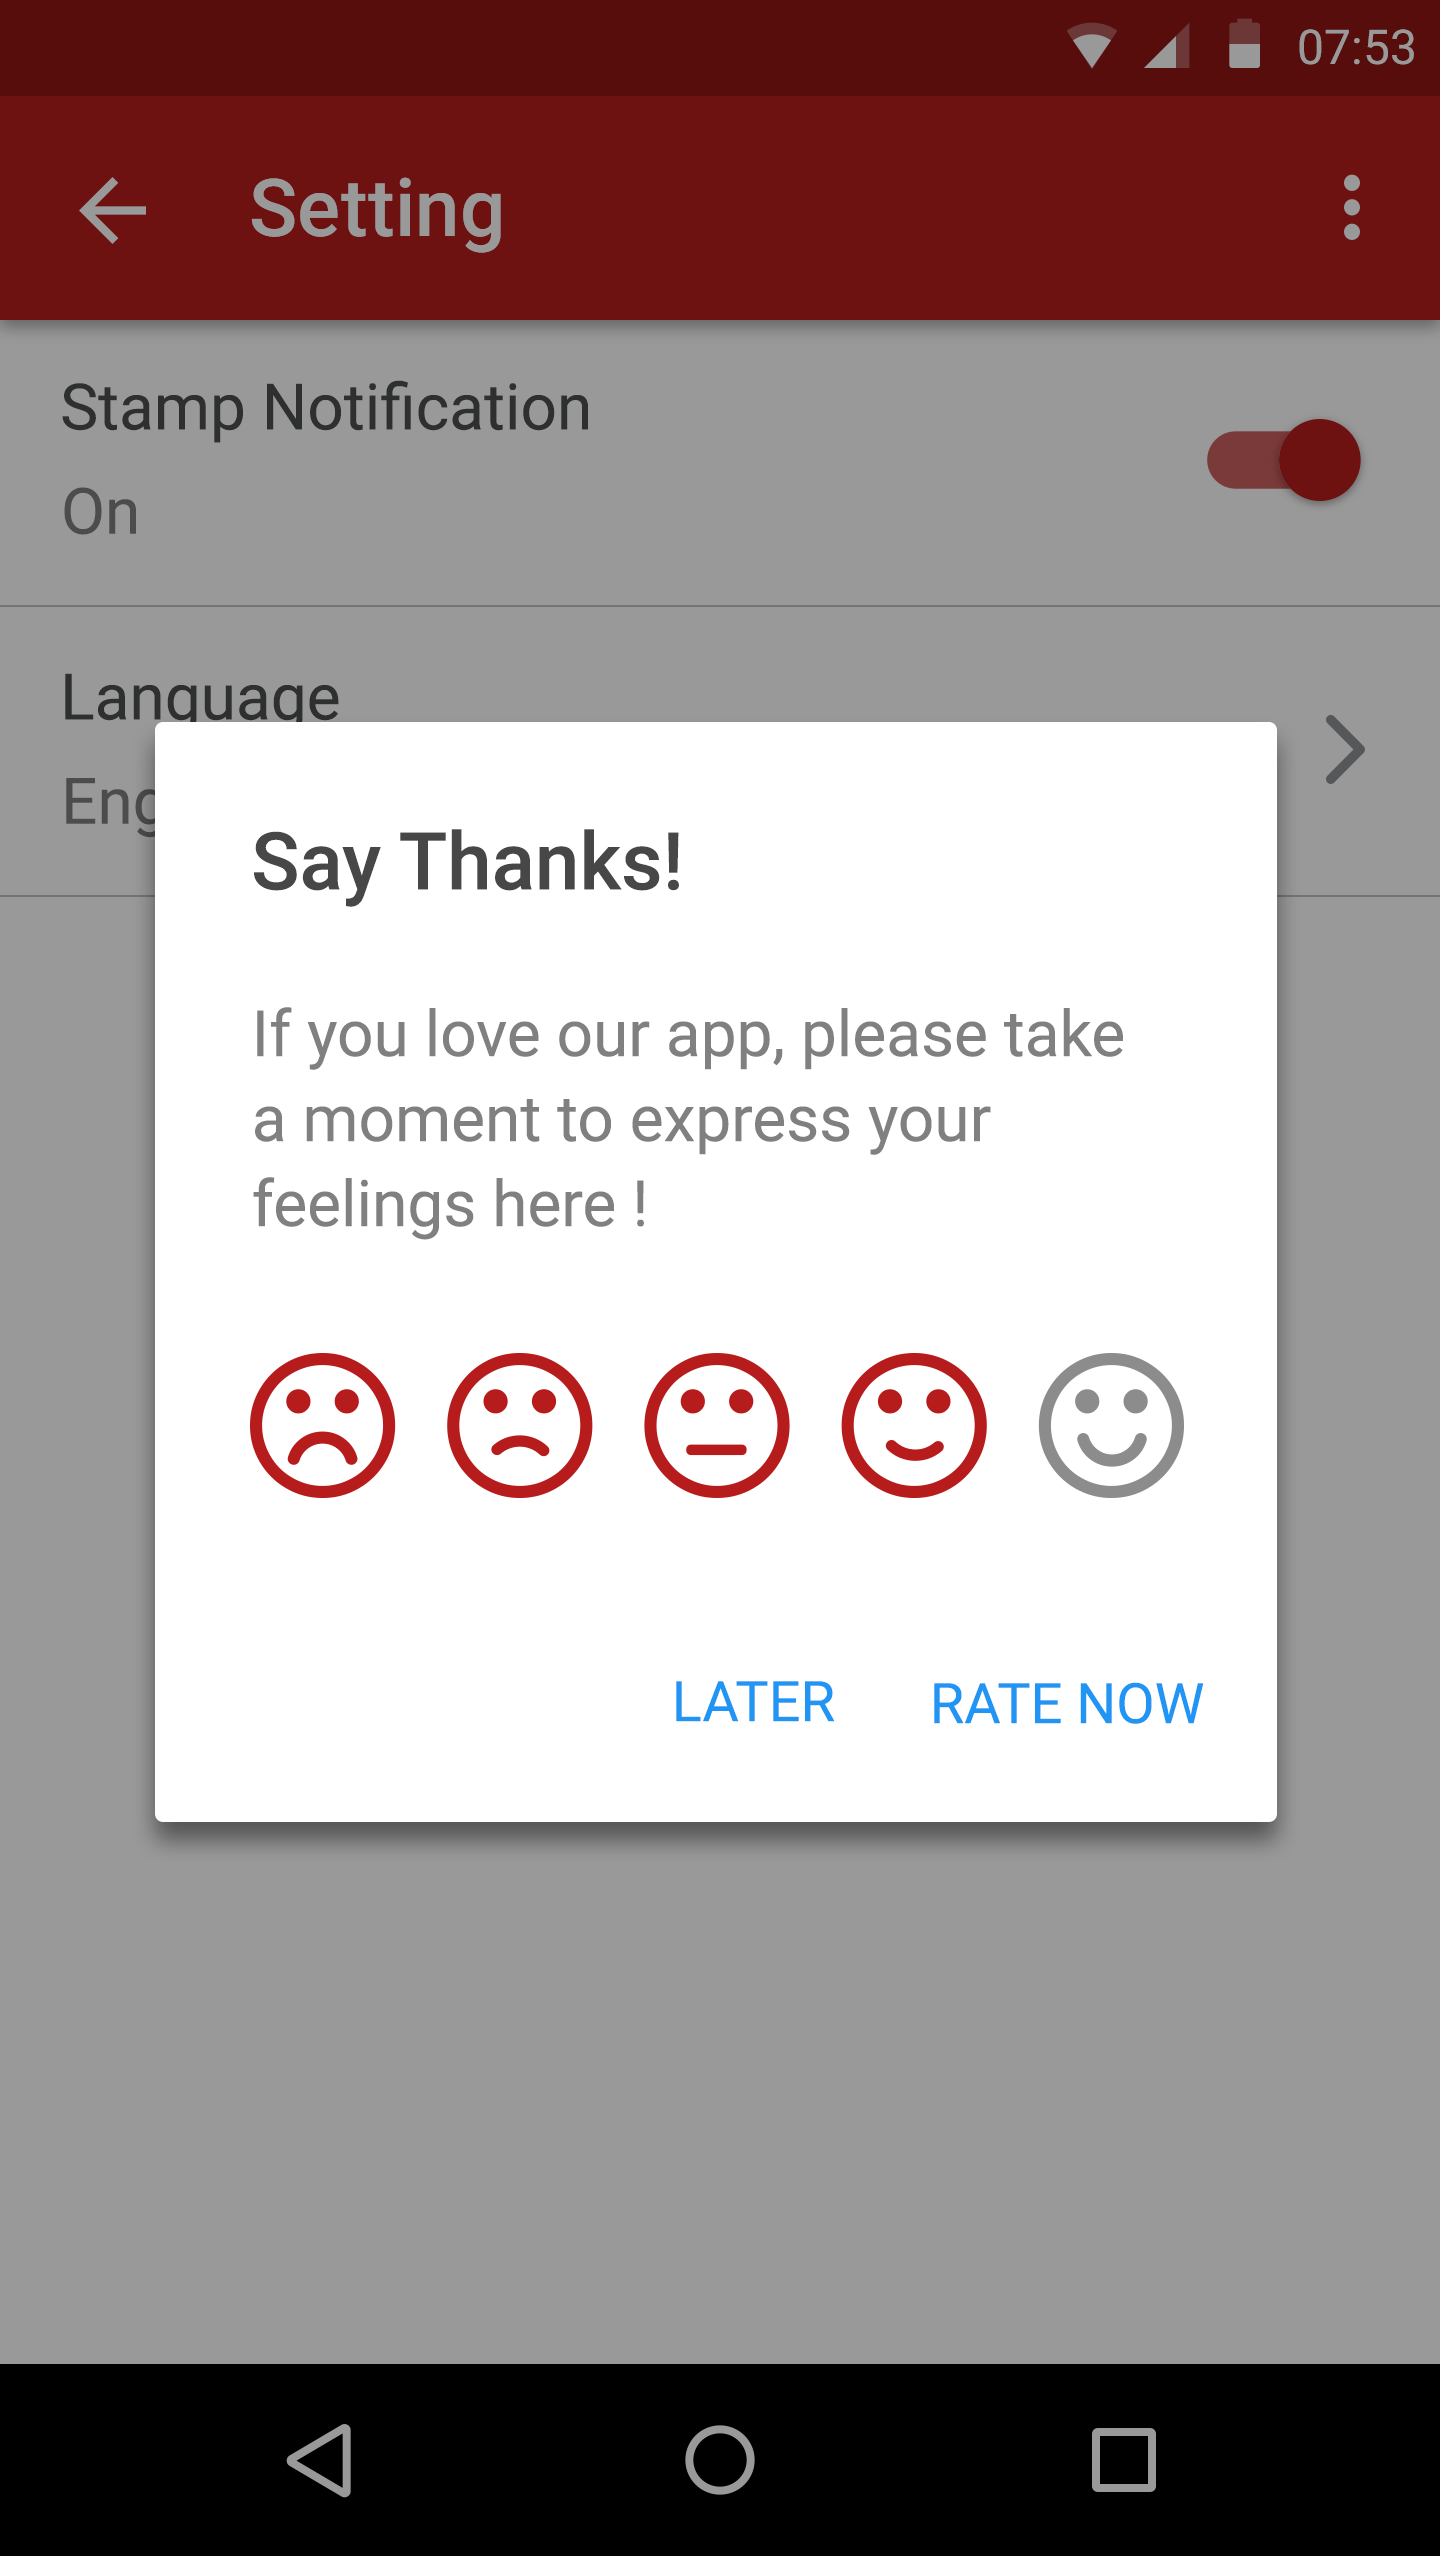 07:53
Setting
Stamp Notification
On
Language
Say Thanks!
If you love our app, please take
a moment to express your
feelings here !
LATER
RATE NOW